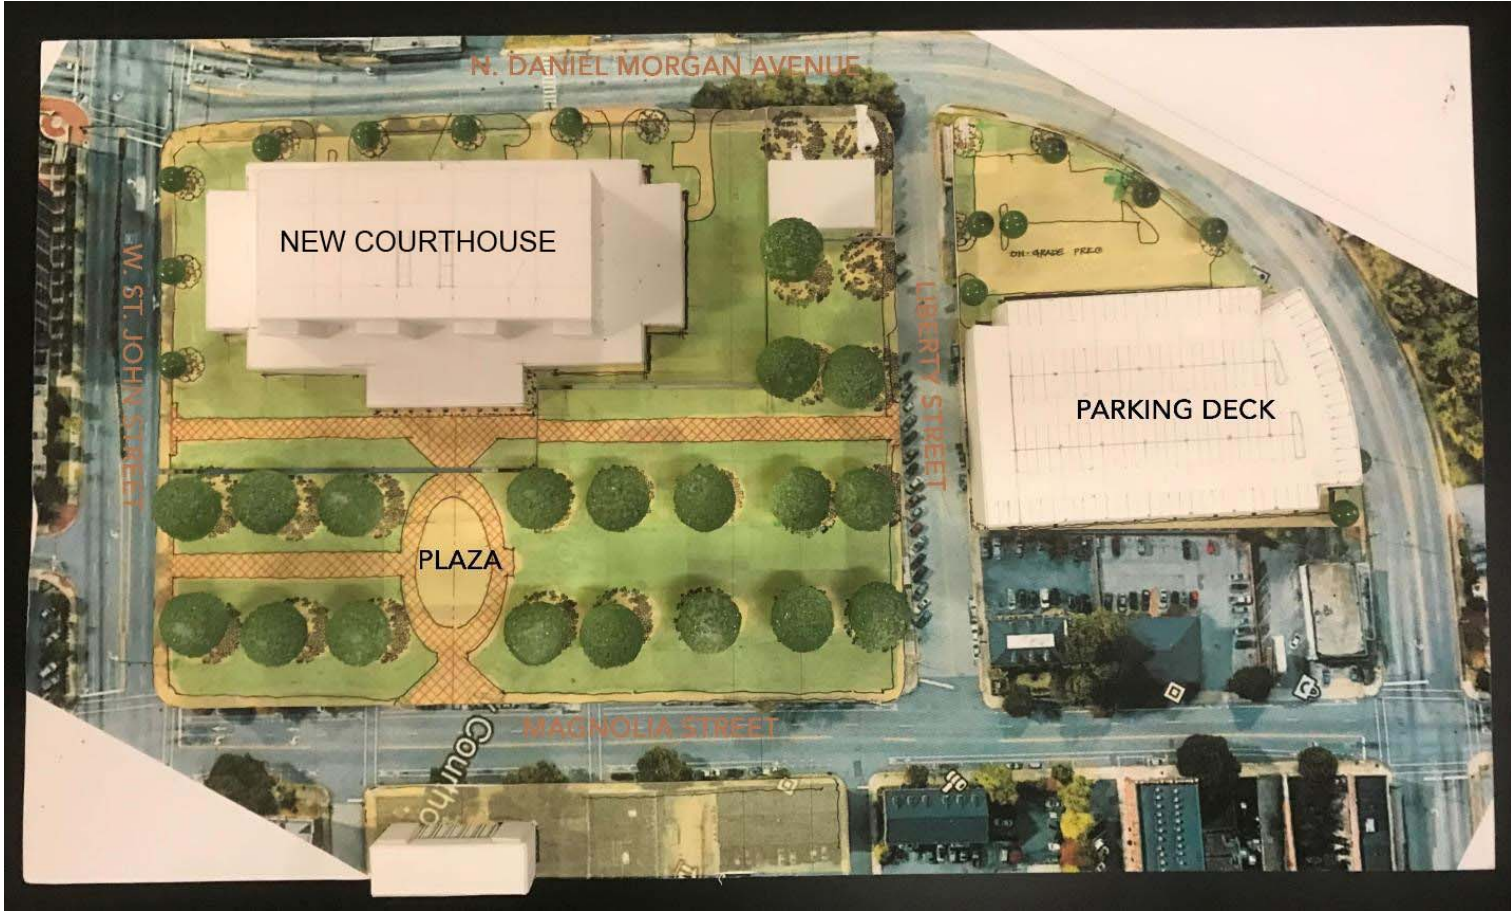 N. DANIEL MORGAN AVENUE
NEW COURTHOUSE
W. ST. JOHN STREET
ON-GRADE PRKG
LIBERTY STREET
PARKING DECK
PLAZA
MAGNOLIA STREET